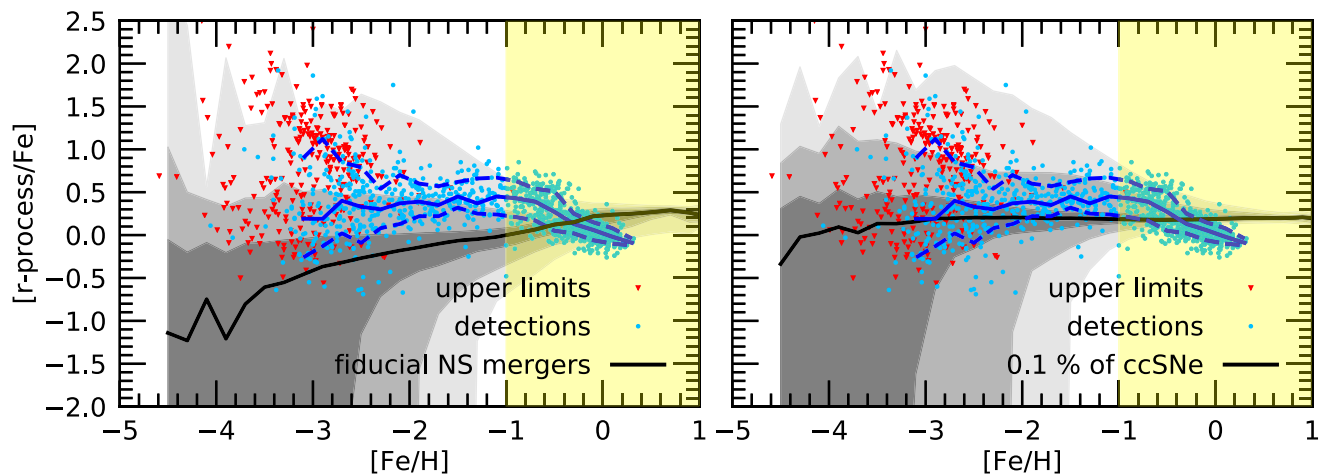 2.5
2.0
1.5
1.0
0.5
0.0
−0.5
−1.0
−1.5
−2.0
[r-process/Fe]
upper limits
detections
fiducial NS mergers
−5 −4 −3 −2 −1 0 1
[Fe/H]
upper limits
detections
0.1 % of ccSNe
−5 −4 −3 −2 −1 0 1
[Fe/H]